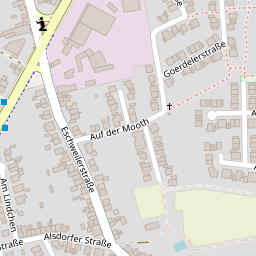 Goerdelerstraße
Auf der Mooth
A
Eschweilerstraße
A
Am Lindchen
straße
Alsdorfer Straße